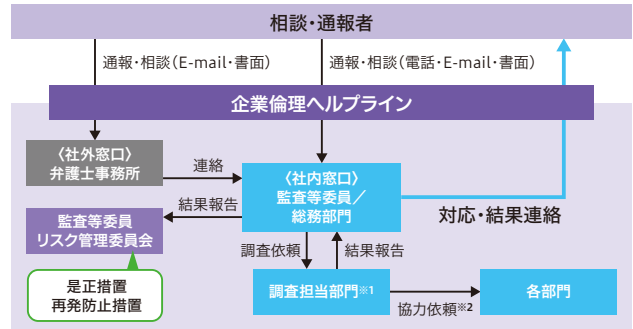 相談・通報者
通報・相談（E-mail・書面）
通報・相談（電話・E-mail・書面）
企業倫理ヘルプライン
〈社外窓口〉
弁護士事務所
連絡
〈社内窓口〉
監査等委員／
総務部門
結果報告
監査等委員
リスク管理委員会
対応・結果連絡
調査依頼
結果報告
是正措置
再発防止措置
調査担当部門※1
協力依頼※2
各部門